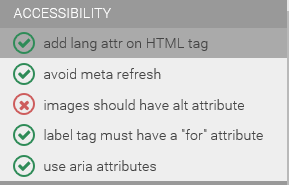 ACCESSIBILITY
add lang attr on HTML tag
avoid meta refresh
images should have alt attribute
label tag must have a "for" attribute
use aria attributes